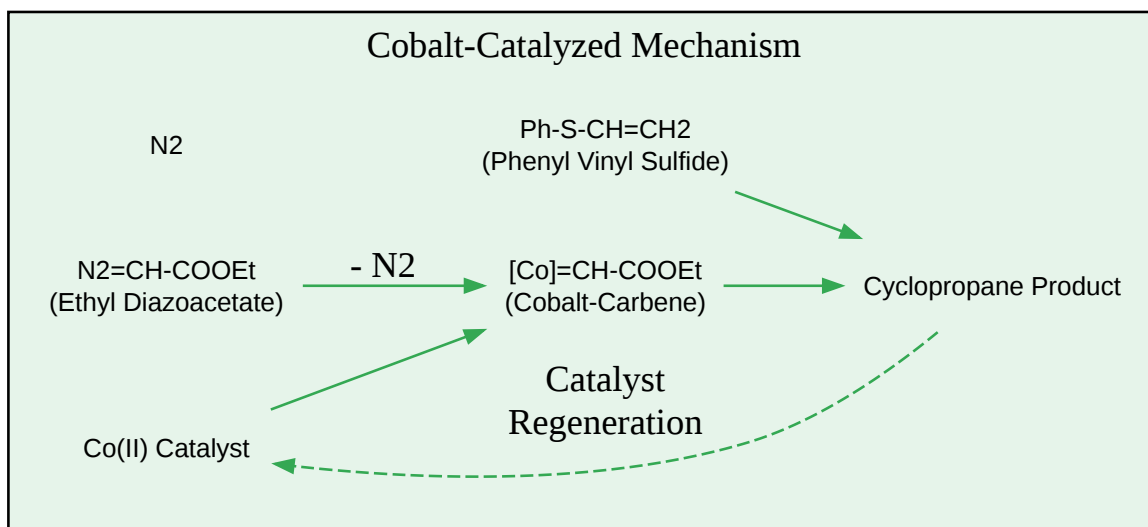 Cobalt-Catalyzed Mechanism
N2
Ph-S-CH=CH2
(Phenyl Vinyl Sulfide)
N2=CH-COOEt
(Ethyl Diazoacetate)
- N2
[Co]=CH-COOEt
(Cobalt-Carbene)
Cyclopropane Product
Catalyst
Regeneration
Co(II) Catalyst